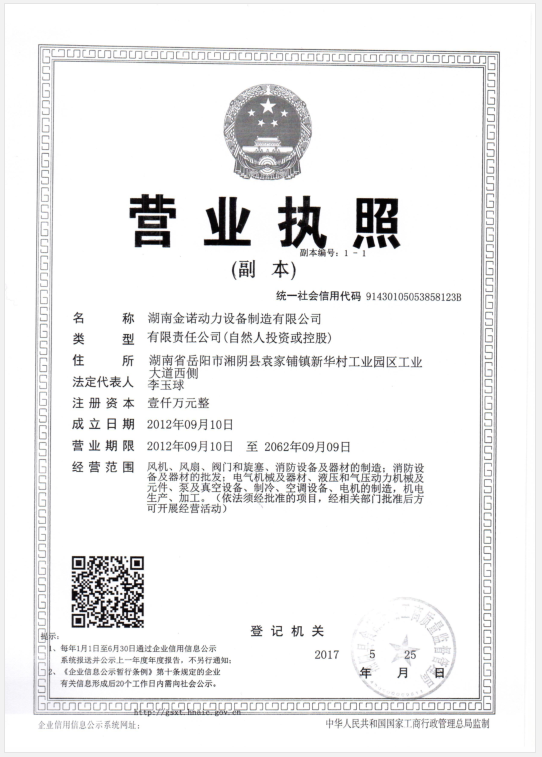 营业执照
副本编号：1-1
(副 本)
统一社会信用代码 91430105053858123B
名 称 湖南金诺动力设备制造有限公司
类 型 有限责任公司(自然人投资或控股)
住 所 湖南省岳阳市湘阴县袁家铺镇新华村工业园区工业
大道西侧
法定代表人 李玉球
注册资本 壹仟万元整
成立日期 2012年09月10日
营业期限 2012年09月10日 至 2062年09月09日
经营范围 风机、风扇、阀门和旋塞、消防设备及器材的制造；消防设
备及器材的批发；电气机械及器材、液压和气压动力机械及
元件、泵及真空设备、制冷、空调设备、电机的制造，机电
生产、加工。（依法须经批准的项目，经相关部门批准后方
可开展经营活动）
登记机关
2017 5 25
年 月 日
提示：
1、每年1月1日至6月30日通过企业信用信息公示
系统报送并公示上一年度年度报告，不另行通知；
2、《企业信息公示暂行条例》第十条规定的企业
有关信息形成后20个工作日内需向社会公示。
http://gsxt.hnaic.gov.cn
企业信用信息公示系统网址：
中华人民共和国国家工商行政管理总局监制